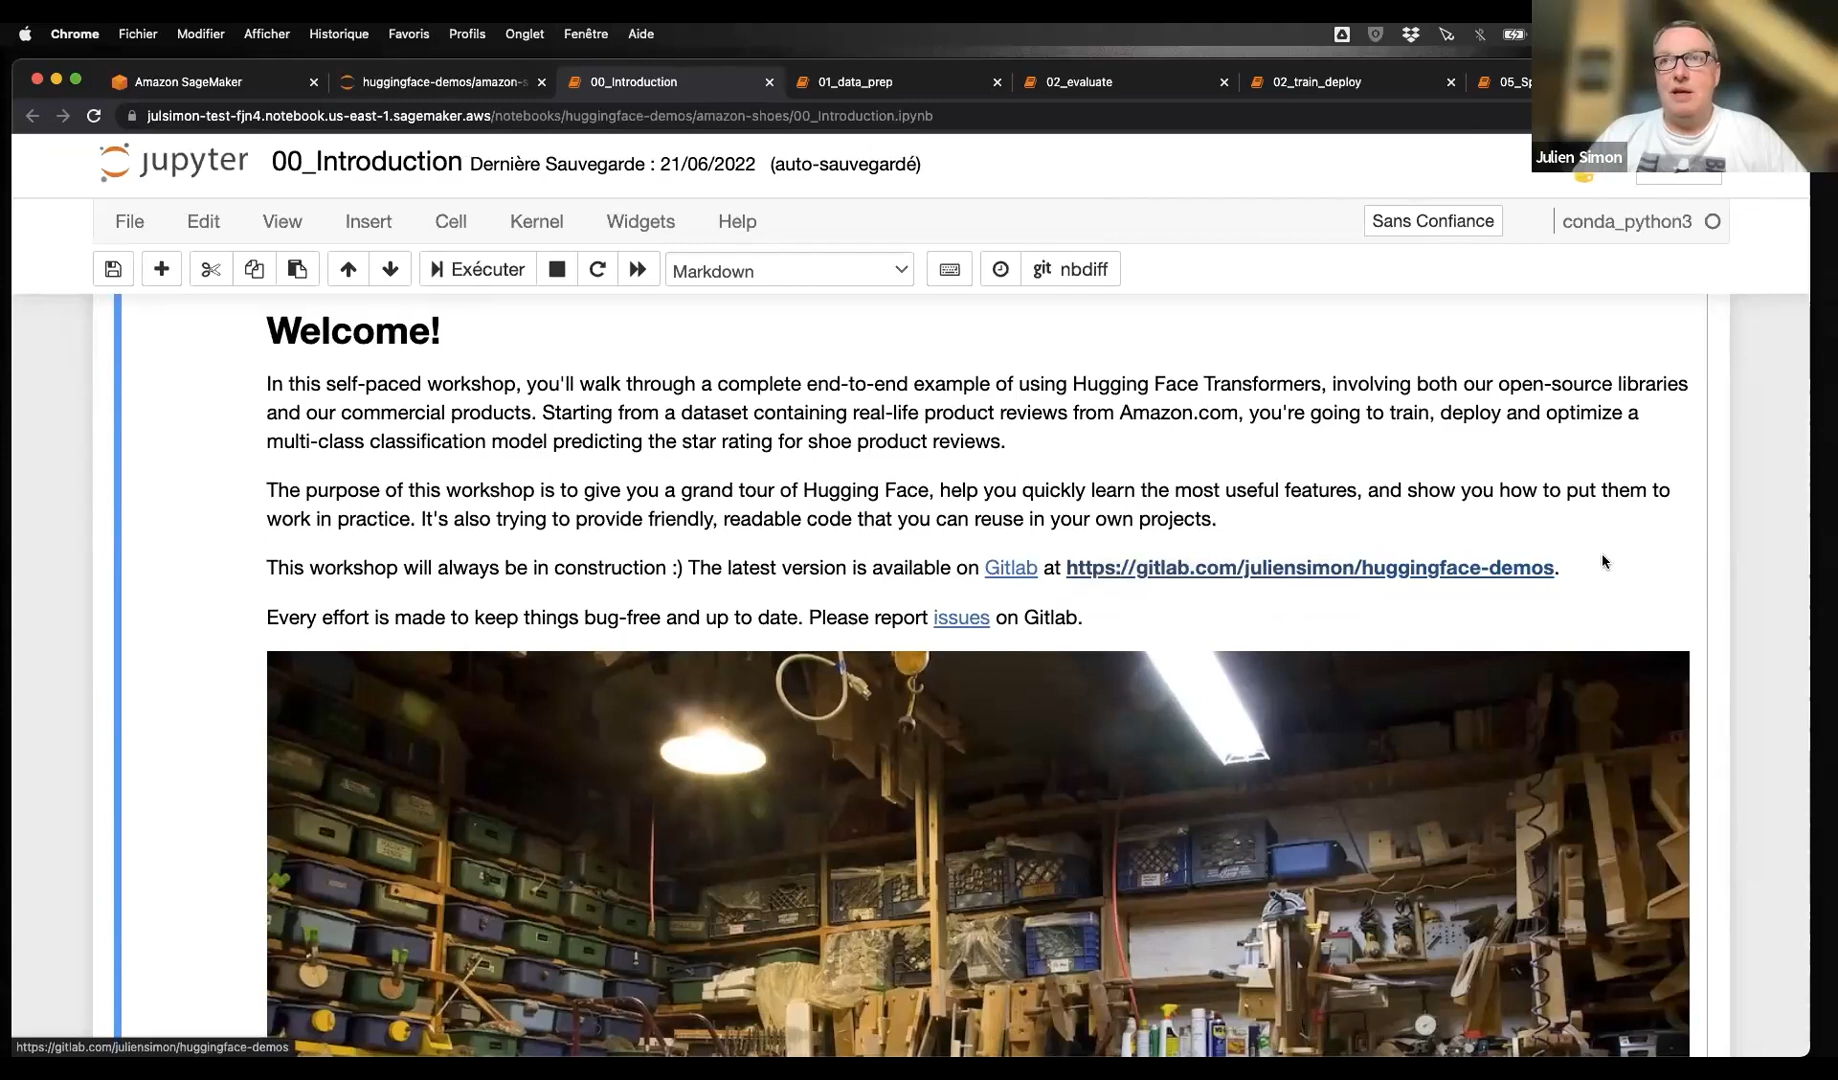 Chrome Fichier Modifier Afficher Historique Favoris Profils Onglet Fenêtre Aide
Amazon SageMaker huggingface-demos/amazon-s 00_Introduction 01_data_prep 02_evaluate 02_train_deploy 05_Sp
julsimon-test-fjn4.notebook.us-east-1.sagemaker.aws/notebooks/huggingface-demos/amazon-shoes/00_Introduction.ipynb
Julien Simon
jupyter 00_Introduction Dernière Sauvegarde : 21/06/2022 (auto-sauvegardé)
File Edit View Insert Cell Kernel Widgets Help Sans Confiance conda_python3
Exécuter Markdown git nbdiff
Welcome!
In this self-paced workshop, you'll walk through a complete end-to-end example of using Hugging Face Transformers, involving both our open-source libraries
and our commercial products. Starting from a dataset containing real-life product reviews from Amazon.com, you're going to train, deploy and optimize a
multi-class classification model predicting the star rating for shoe product reviews.
The purpose of this workshop is to give you a grand tour of Hugging Face, help you quickly learn the most useful features, and show you how to put them to
work in practice. It's also trying to provide friendly, readable code that you can reuse in your own projects.
This workshop will always be in construction :) The latest version is available on Gitlab at https://gitlab.com/juliensimon/huggingface-demos.
Every effort is made to keep things bug-free and up to date. Please report issues on Gitlab.
https://gitlab.com/juliensimon/huggingface-demos